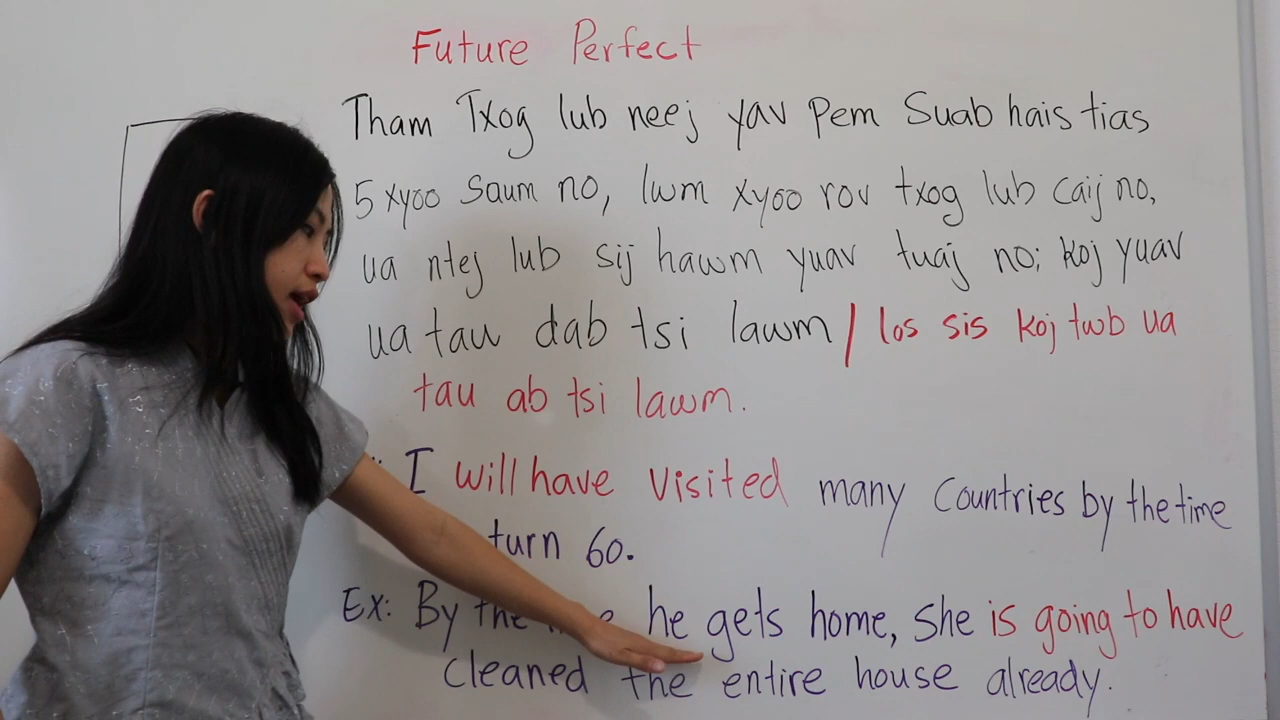 Future Perfect
Tham Txog lub neej yav Pem Suab hais tias
5 xyoo Saum no, lwm xyoo rov txog lub caij no,
ua ntej lub sij hawm yuav tuaj no; koj yuav
ua tau dab tsi lawm / los sis koj twb ua
tau ab tsi lawm.
I will have visited many Countries by the time
turn 60.
Ex: By the he gets home, She is going to have
cleaned the entire house already.